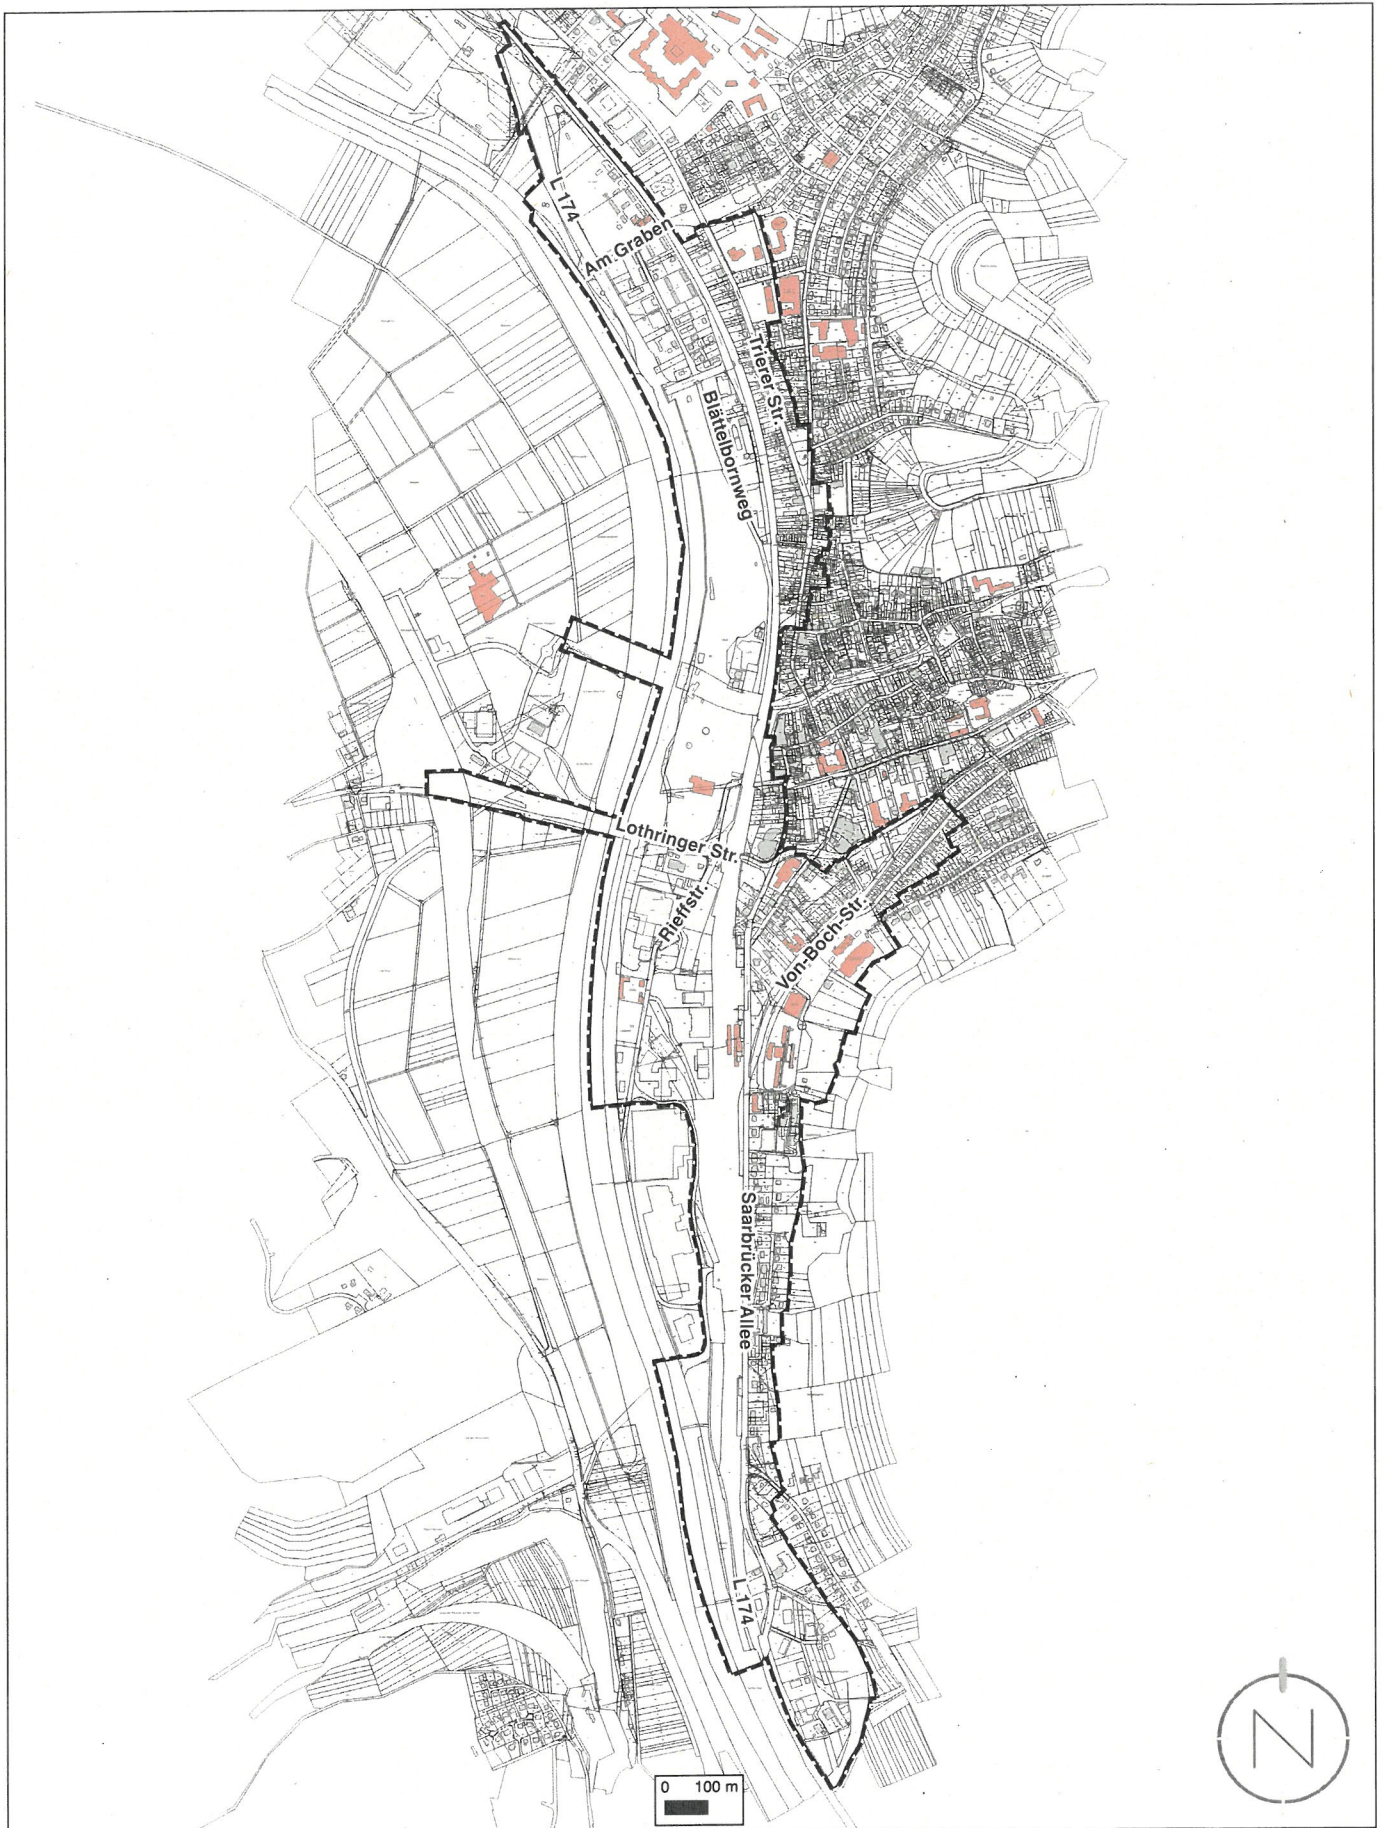 L 174
Am Graben
Trierer Str.
Blättelbornweg
Lothringer Str.
Rieffstr.
Von-Boch-Str.
Saarbrücker Allee
L 174
0 100 m
N